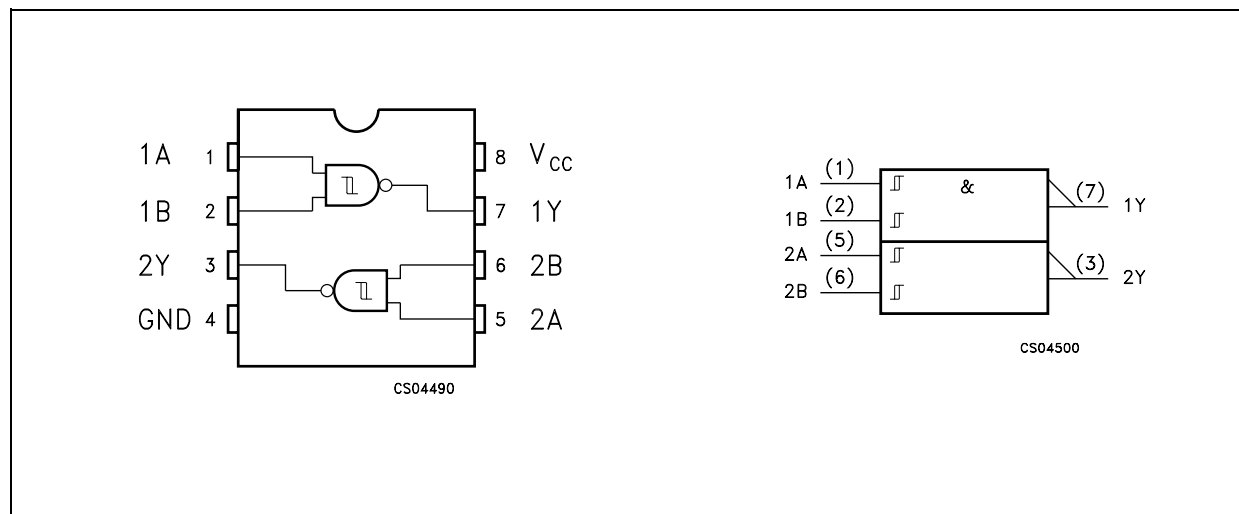 1A 1 8 VCC
1B 2 7 1Y
2Y 3 6 2B
GND 4 5 2A
CS04490
1A (1) & (7) 1Y
1B (2)
2A (5) (3) 2Y
2B (6)
CS04500